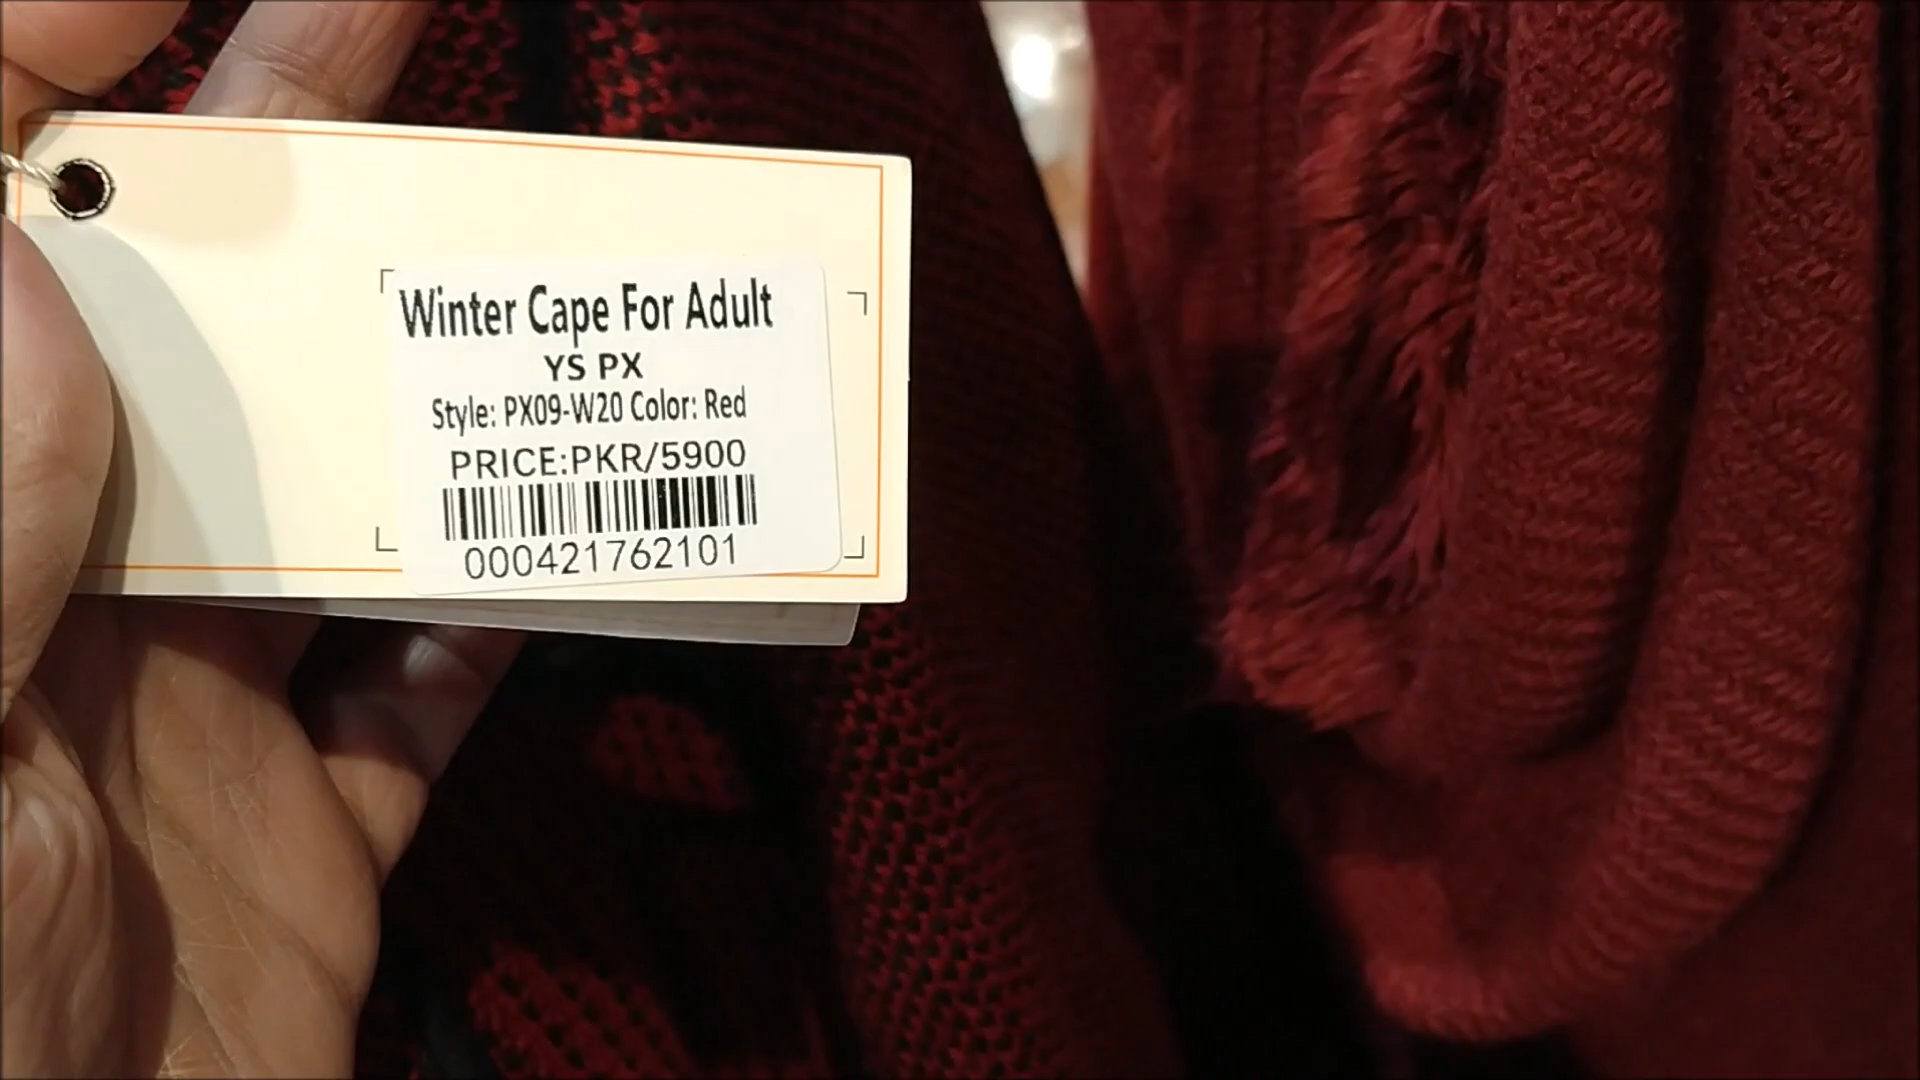 Winter Cape For Adult
YS PX
Style: PX09-W20 Color: Red
PRICE:PKR/5900
000421762101